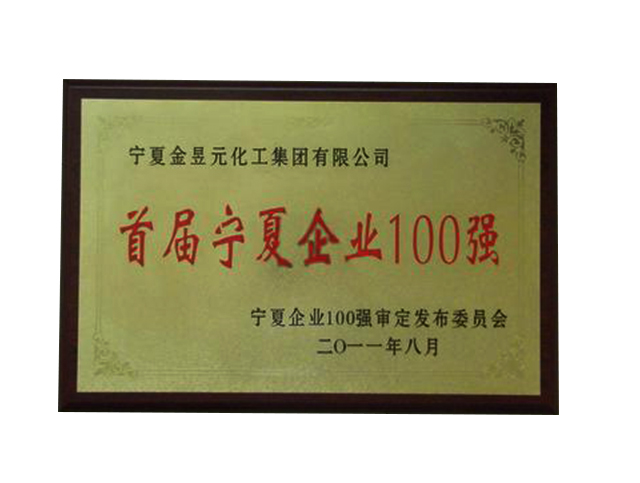 宁夏金昱元化工集团有限公司
首届宁夏企业100强
宁夏企业100强审定发布委员会
二〇一一年八月